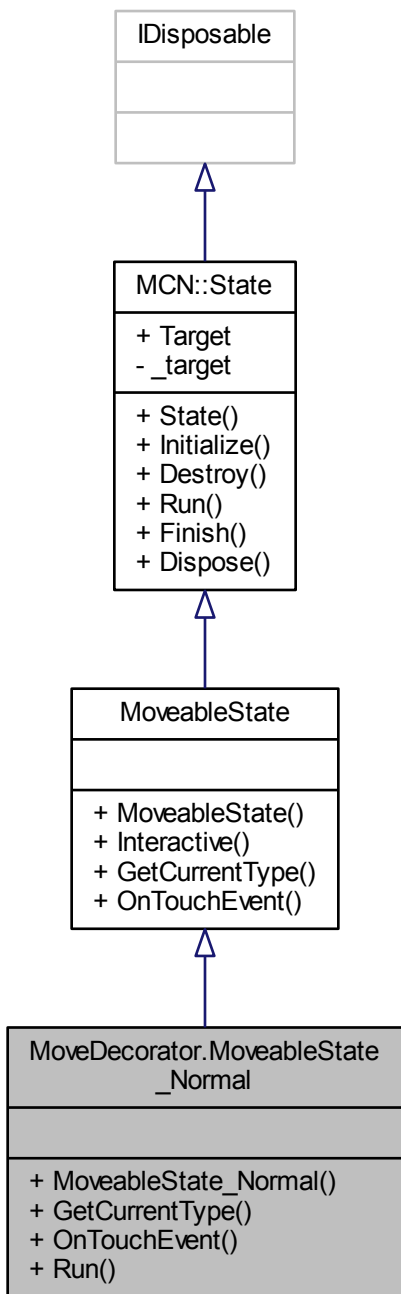 IDisposable
MCN::State
+ Target
- _target
+ State()
+ Initialize()
+ Destroy()
+ Run()
+ Finish()
+ Dispose()
MoveableState
+ MoveableState()
+ Interactive()
+ GetCurrentType()
+ OnTouchEvent()
MoveDecorator.MoveableState
_Normal
+ MoveableState_Normal()
+ GetCurrentType()
+ OnTouchEvent()
+ Run()